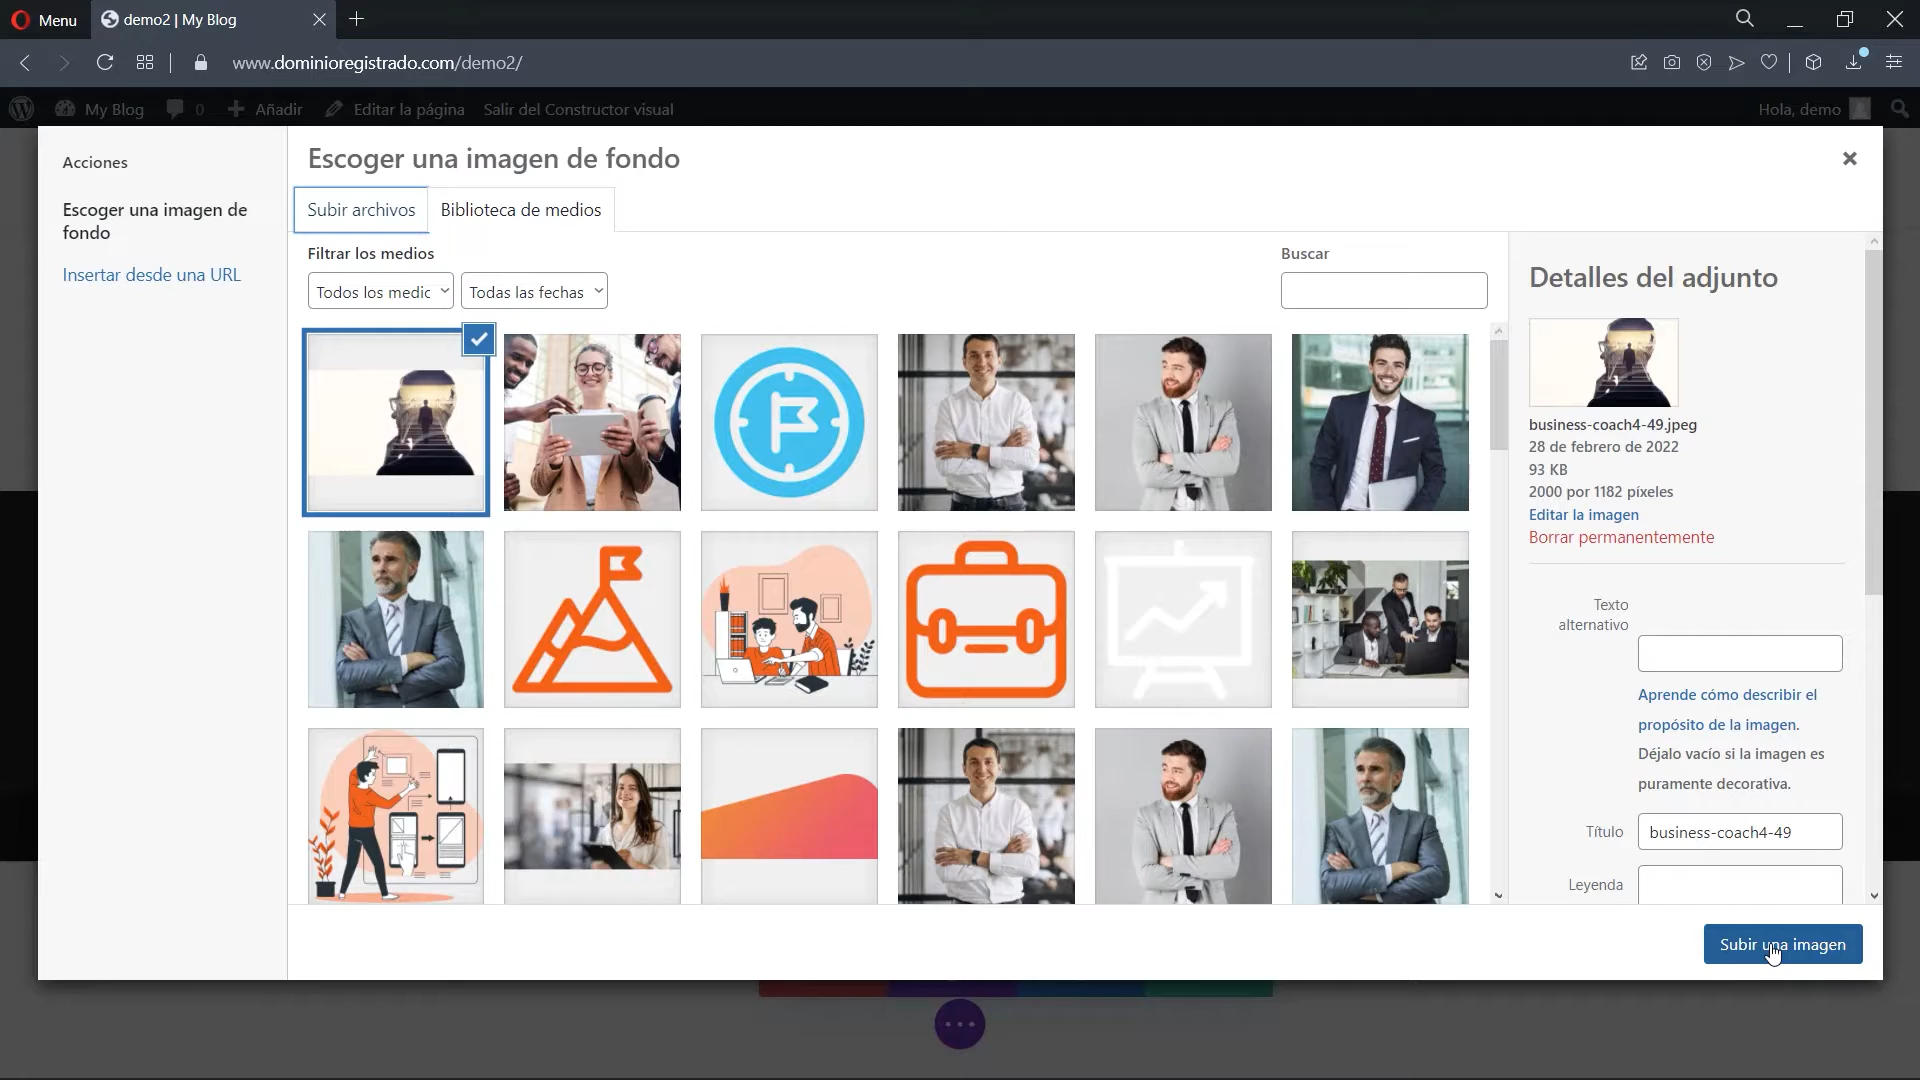 Menu
demo2 | My Blog
www.dominioregistrado.com/demo2/
My Blog
0
Añadir
Editar la página
Salir del Constructor visual
Hola, demo
Acciones
Escoger una imagen de
fondo
Insertar desde una URL
Escoger una imagen de fondo
Subir archivos
Biblioteca de medios
Filtrar los medios
Todos los medic
Todas las fechas
Buscar
Detalles del adjunto
business-coach4-49.jpeg
28 de febrero de 2022
93 KB
2000 por 1182 píxeles
Editar la imagen
Borrar permanentemente
Texto
alternativo
Aprende cómo describir el
propósito de la imagen.
Déjalo vacío si la imagen es
puramente decorativa.
Título
business-coach4-49
Leyenda
Subir una imagen